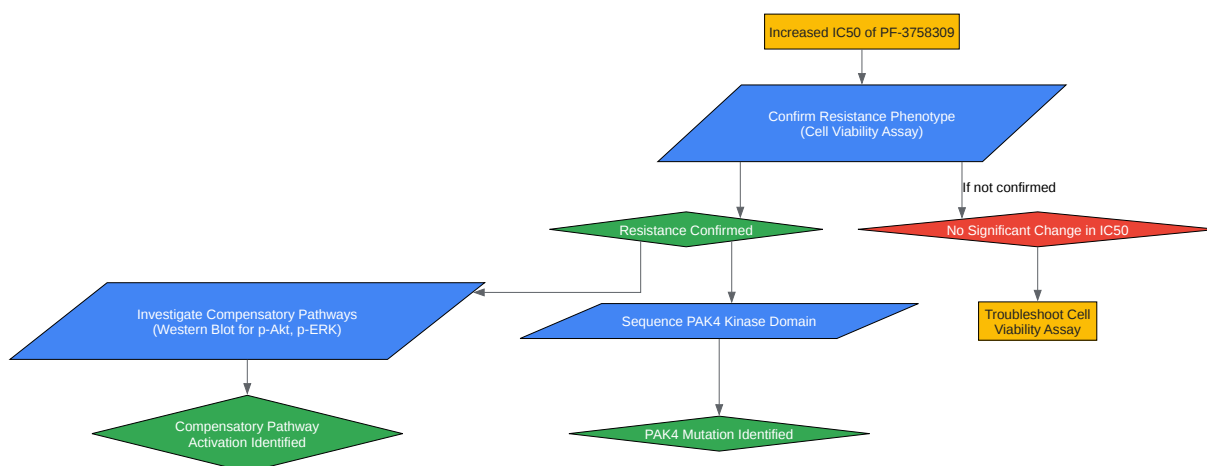 Increased IC50 of PF-3758309
Confirm Resistance Phenotype
(Cell Viability Assay)
If not confirmed
Resistance Confirmed
No Significant Change in IC50
Investigate Compensatory Pathways
(Western Blot for p-Akt, p-ERK)
Sequence PAK4 Kinase Domain
Troubleshoot Cell
Viability Assay
Compensatory Pathway
Activation Identified
PAK4 Mutation Identified